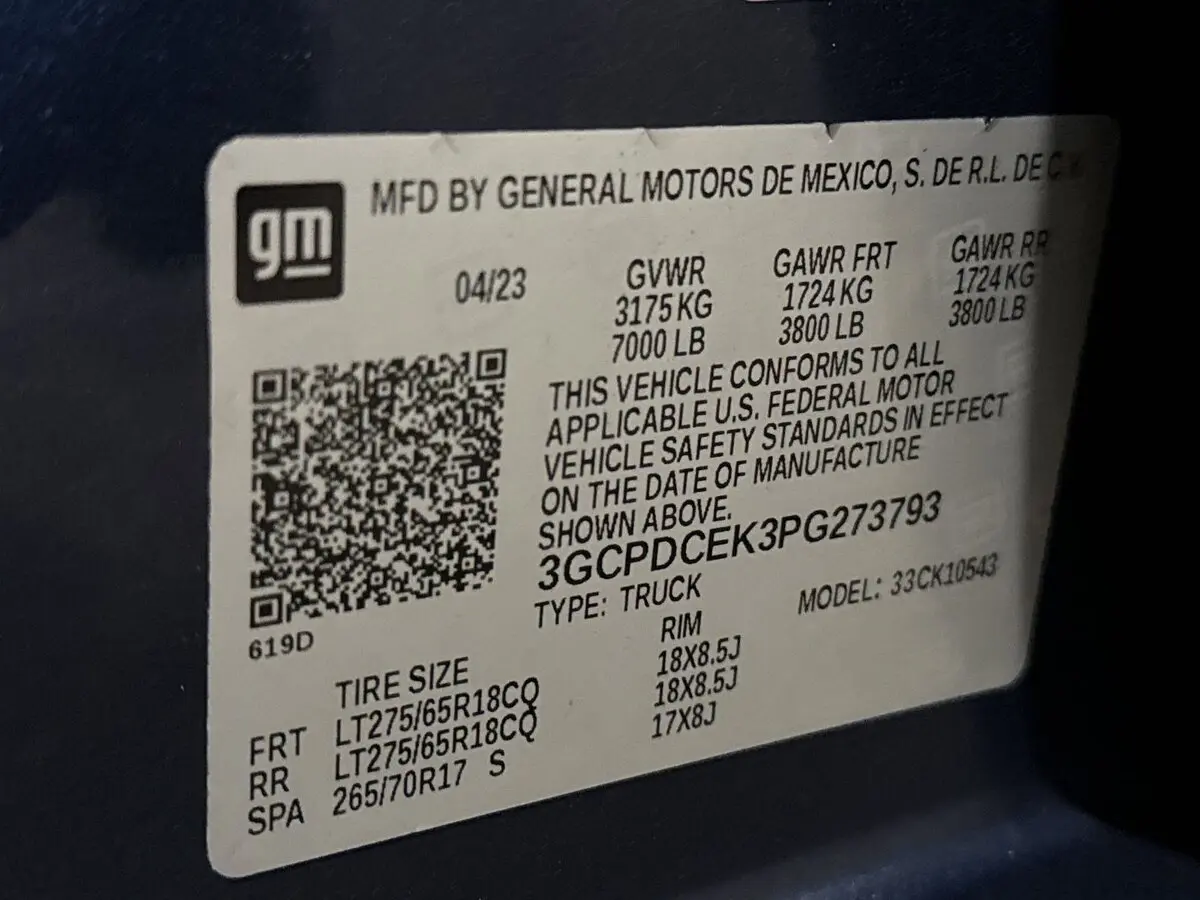 gm
MFD BY GENERAL MOTORS DE MEXICO, S. DE R.L. DE
04/23
GVWR GAWR FRT GAWR RR
3175 KG 1724 KG 1724 KG
7000 LB 3800 LB 3800 LB
THIS VEHICLE CONFORMS TO ALL
APPLICABLE U.S. FEDERAL MOTOR
VEHICLE SAFETY STANDARDS IN EFFECT
ON THE DATE OF MANUFACTURE
SHOWN ABOVE.
3GCPDCEK3PG273793
TYPE: TRUCK MODEL: 33CK10543
619D
TIRE SIZE RIM
FRT LT275/65R18CQ 18X8.5J
RR LT275/65R18CQ 18X8.5J
SPA 265/70R17 S 17X8J